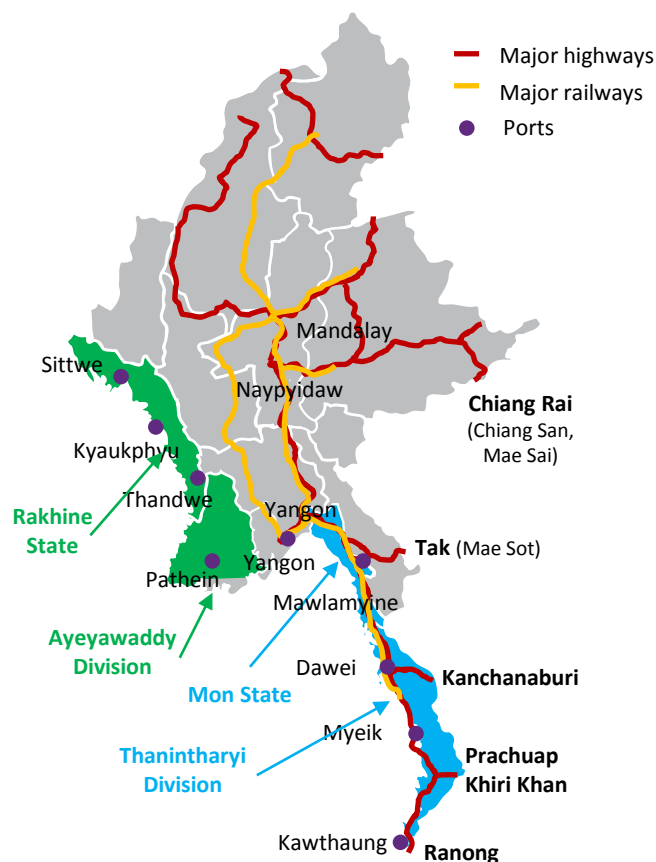 Major highways
Major railways
Ports
Mandalay
Sittwe
Naypyidaw
Chiang Rai
(Chiang San,
Mae Sai)
Kyaukphyu
Thandwe
Rakhine
State
Yangon
Yangon
Tak (Mae Sot)
Pathein
Mawlamyine
Ayeyawaddy
Division
Mon State
Dawei
Kanchanaburi
Myeik
Thanintharyi
Division
Prachuap
Khiri Khan
Kawthaung
Ranong